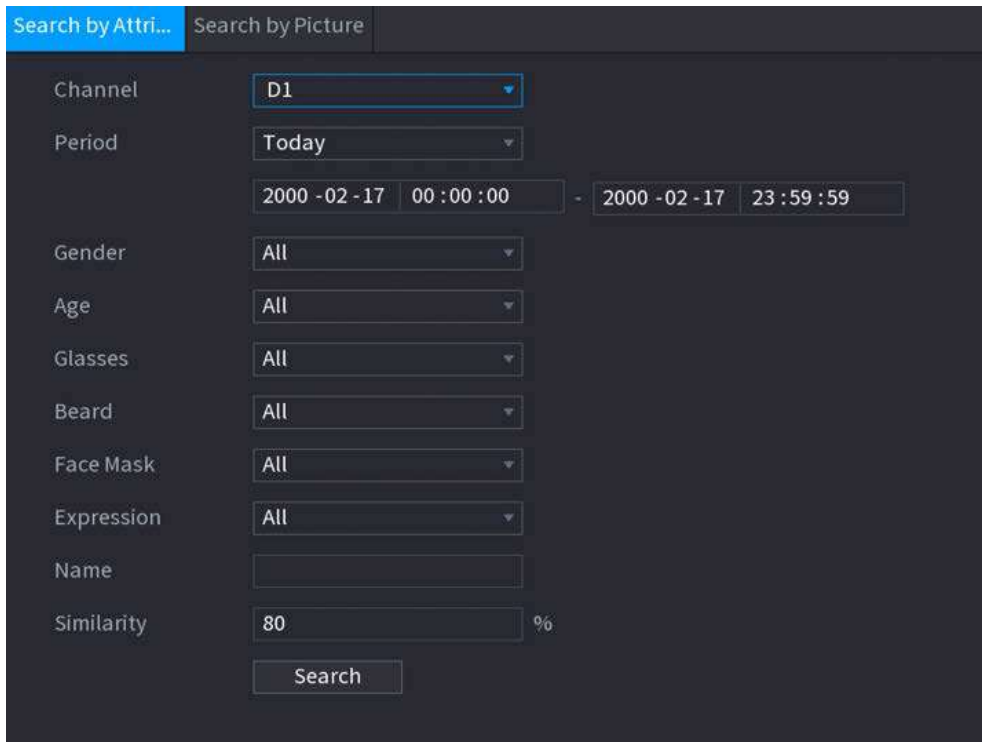 Search by Attri... Search by Picture
Channel D1
Period Today
2000 -02 -17 00 :00 :00 - 2000 -02 -17 23 :59 :59
Gender All
Age All
Glasses All
Beard All
Face Mask All
Expression All
Name
Similarity 80 %
Search